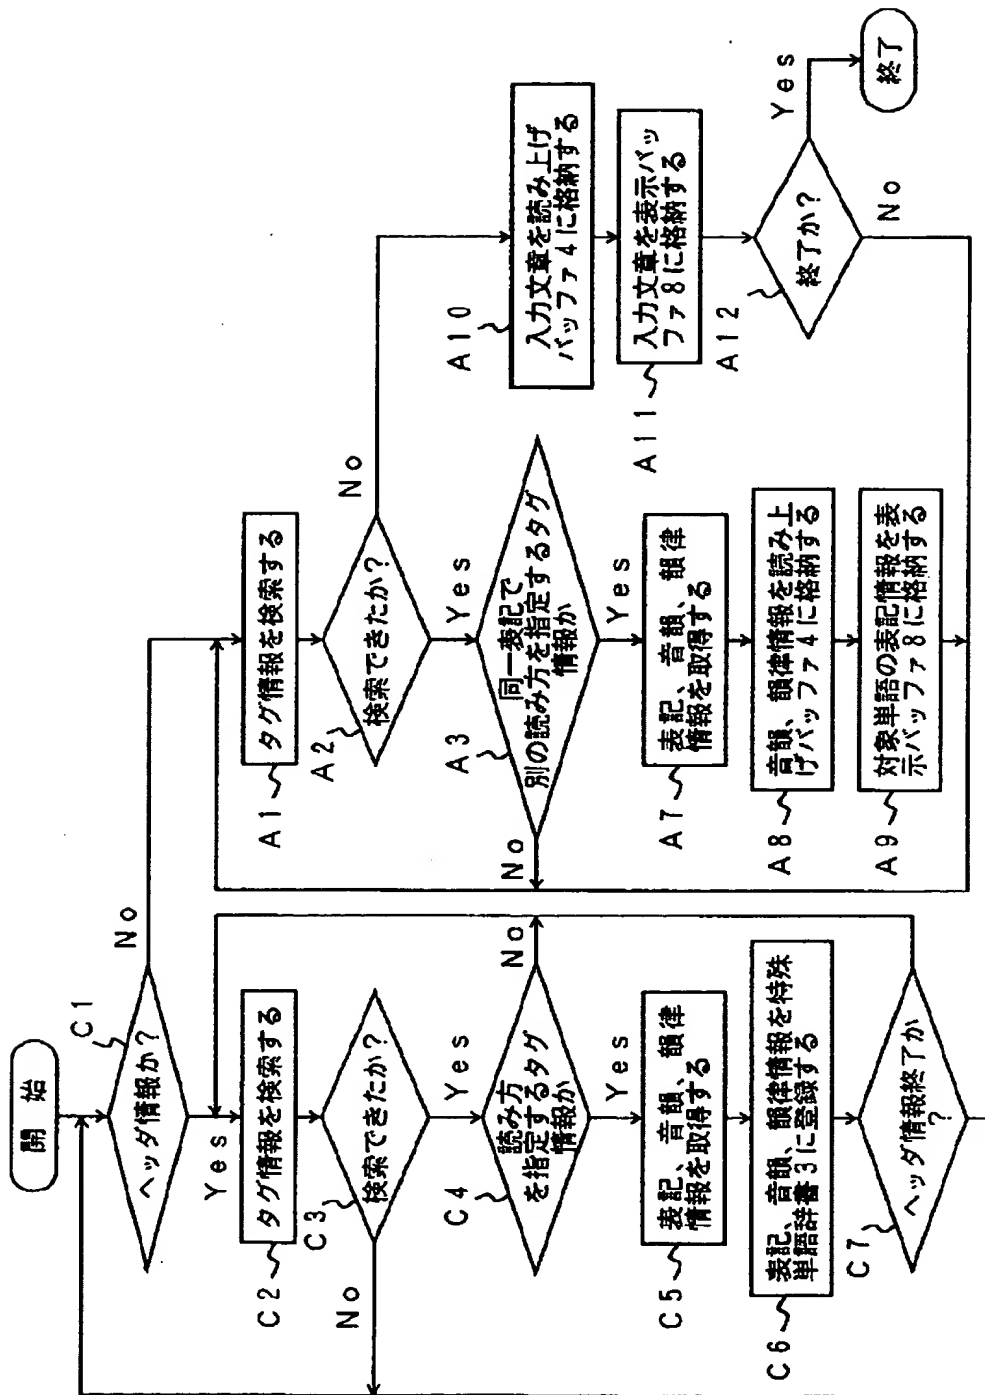 開 始
C1
ヘッダ情報か?
Yes
No
C2
タグ情報を検索する
C3
検索できたか?
No
Yes
C4
読み方
を指定するタグ
情報か
No
Yes
C5
表記、音韻、韻律
情報を取得する
C6
表記、音韻、韻律情報を特殊
単語辞書3に登録する
C7
ヘッダ情報終了か
?
A1
タグ情報を検索する
A2
検索できたか?
No
Yes
A3
同一表記で
別の読み方を指定するタグ
情報か
No
Yes
A7
表記、音韻、韻律
情報を取得する
A8
音韻、韻律情報を読み上
げバッファ4に格納する
A9
対象単語の表記情報を表
示バッファ8に格納する
A10
入力文章を読み上げ
バッファ4に格納する
A11
入力文章を表示バッ
ファ8に格納する
A12
終了か?
Yes
No
終了